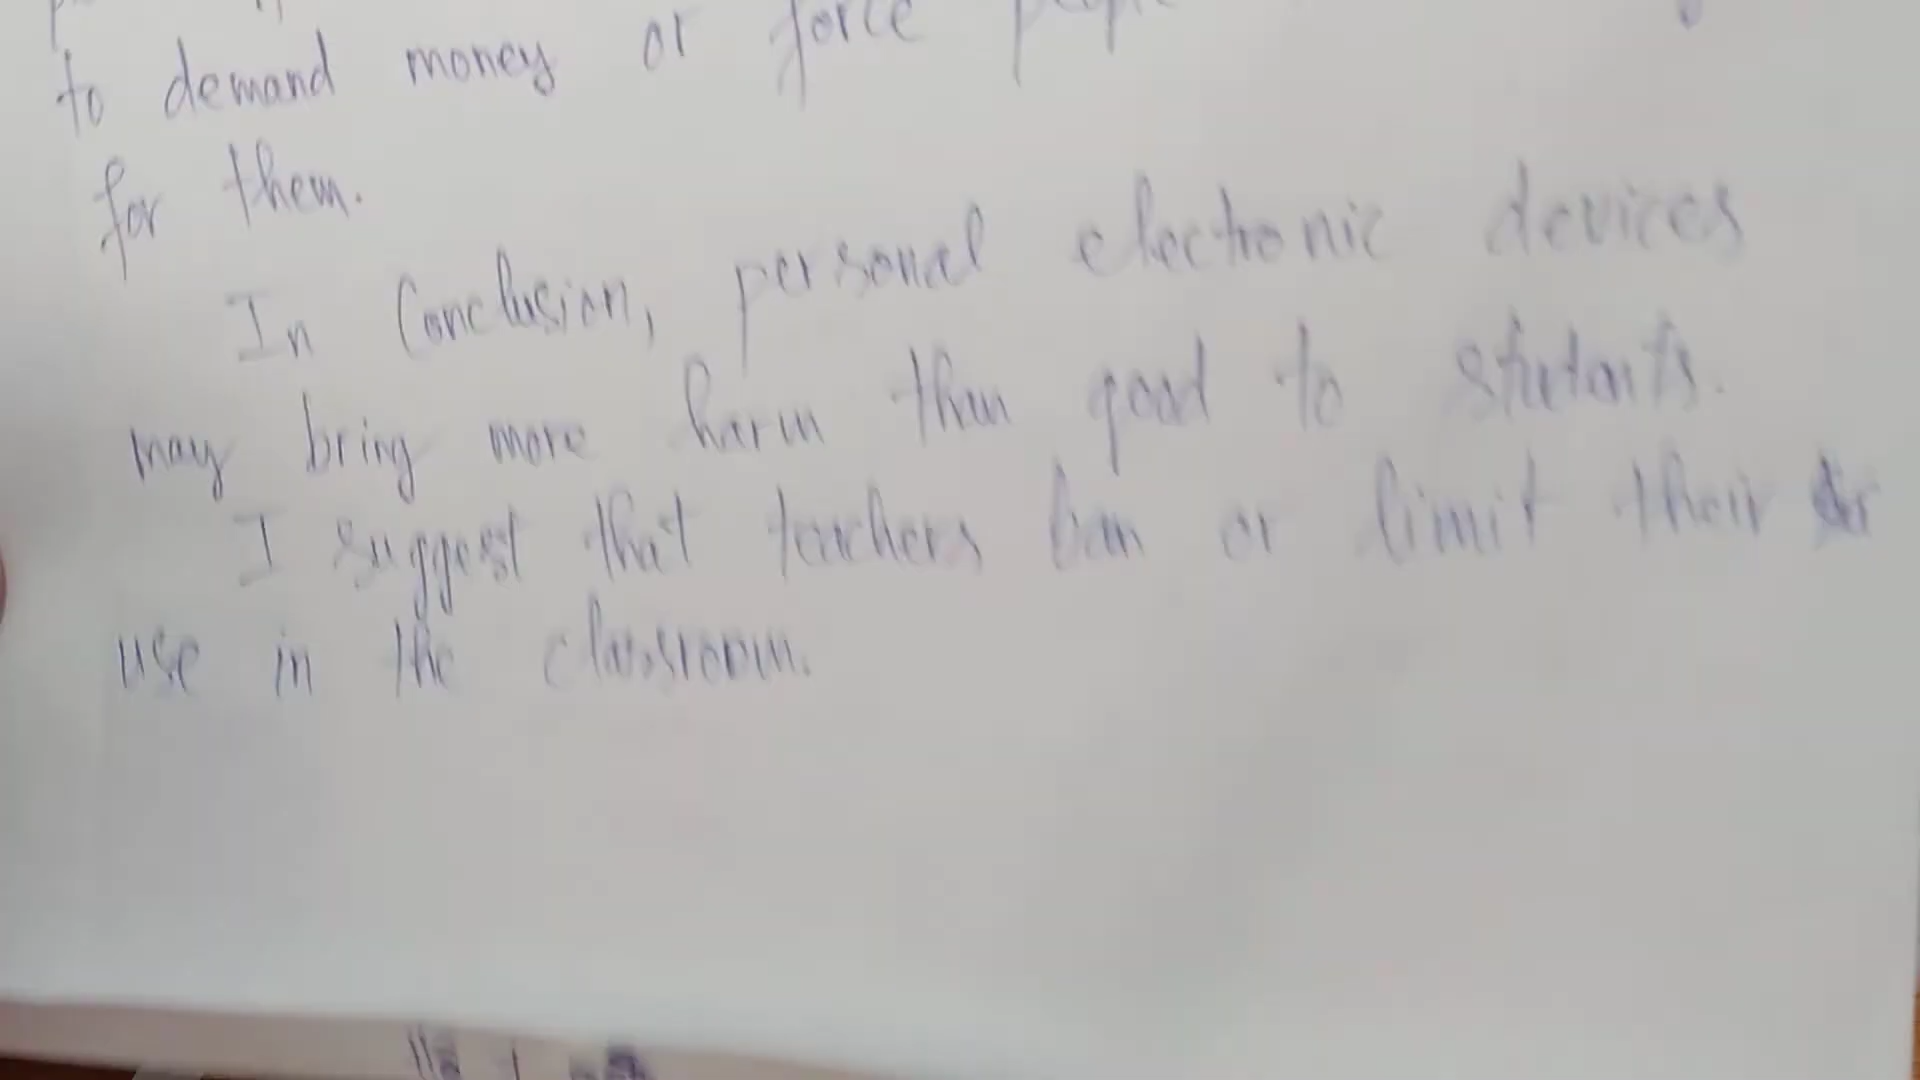 to demand money or force people
for them.
In Conclusion, personal electronic devices
may bring more harm than good to students.
I suggest that teachers ban or limit their
use in the classroom.